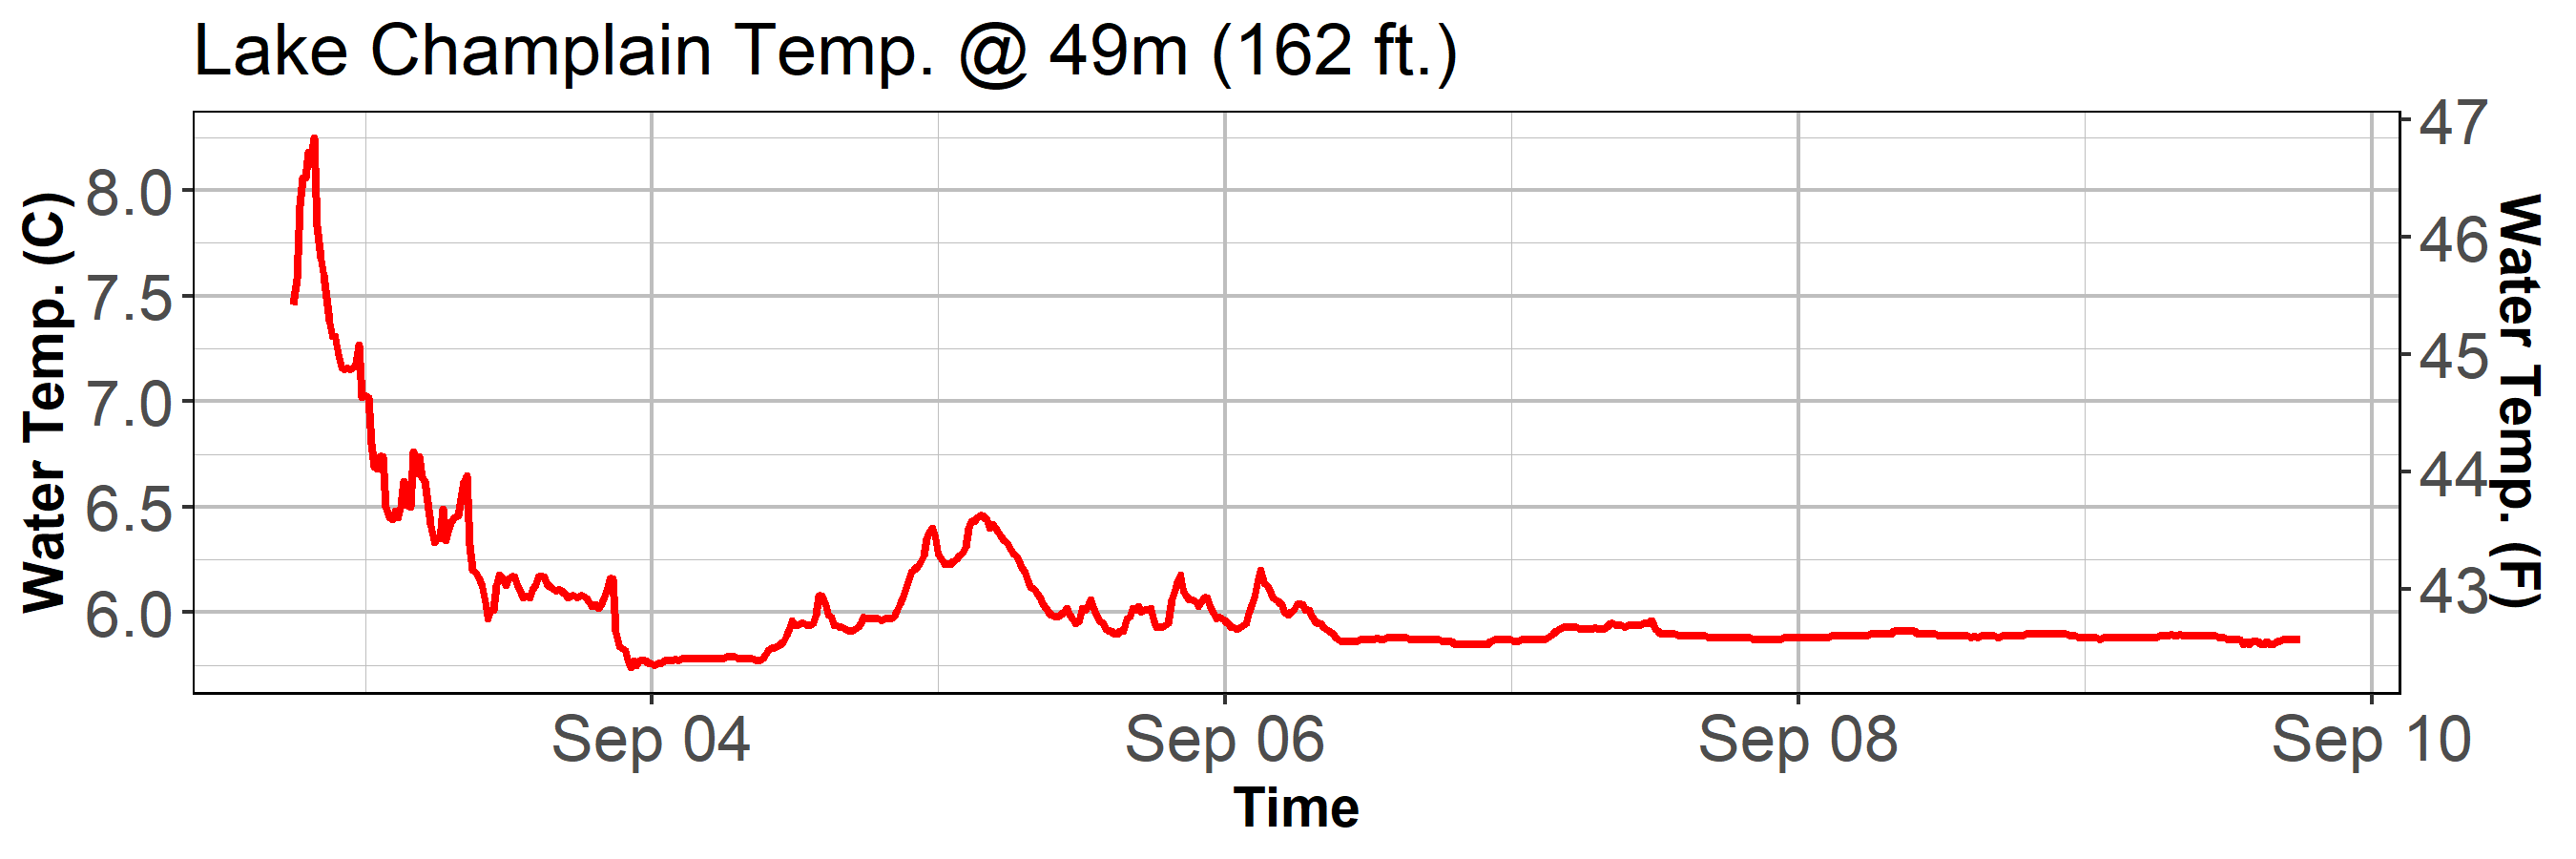 Lake Champlain Temp. @ 49m (162 ft.)
Water Temp. (C)
8.0
7.5
7.0
6.5
6.0
47
46
45
44
43
Water Temp. (F)
Sep 04
Sep 06
Sep 08
Sep 10
Time